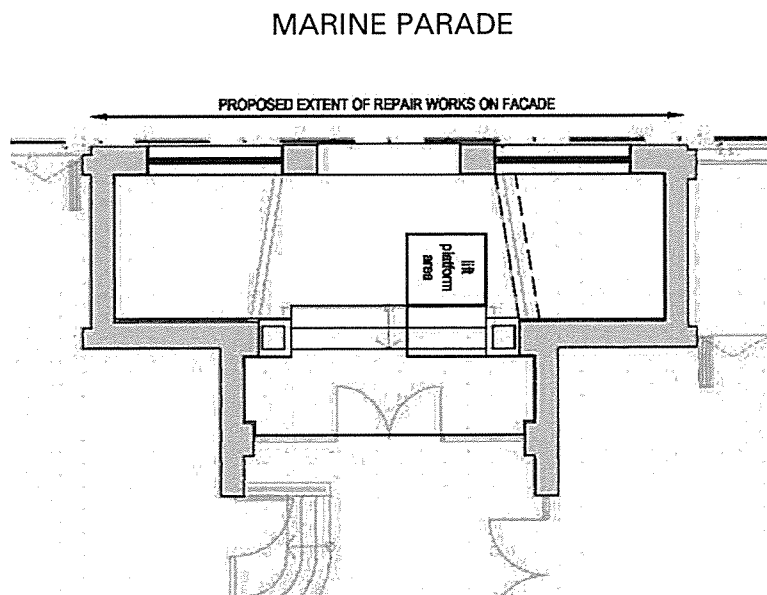 MARINE PARADE
PROPOSED EXTENT OF REPAIR WORKS ON FACADE
lift
platform
area